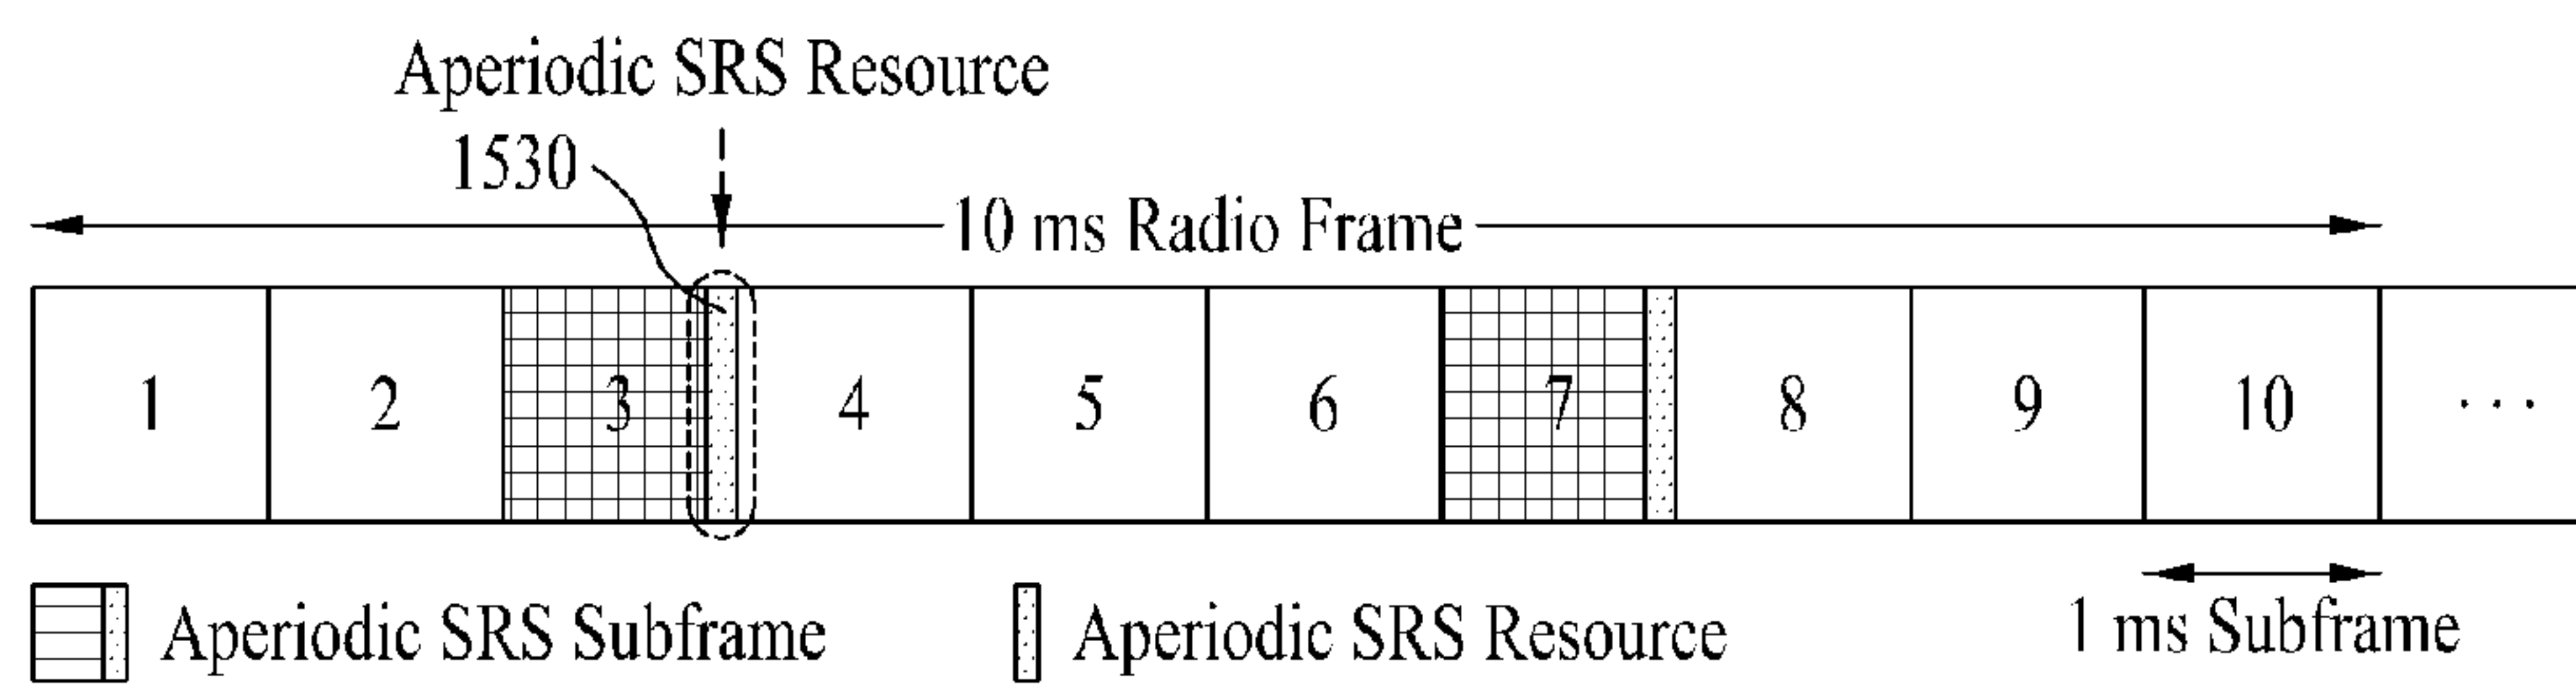 Aperiodic SRS Resource
1530
10 ms Radio Frame
1 2 3 4 5 6 7 8 9 10 ...
Aperiodic SRS Subframe
Aperiodic SRS Resource
1 ms Subframe